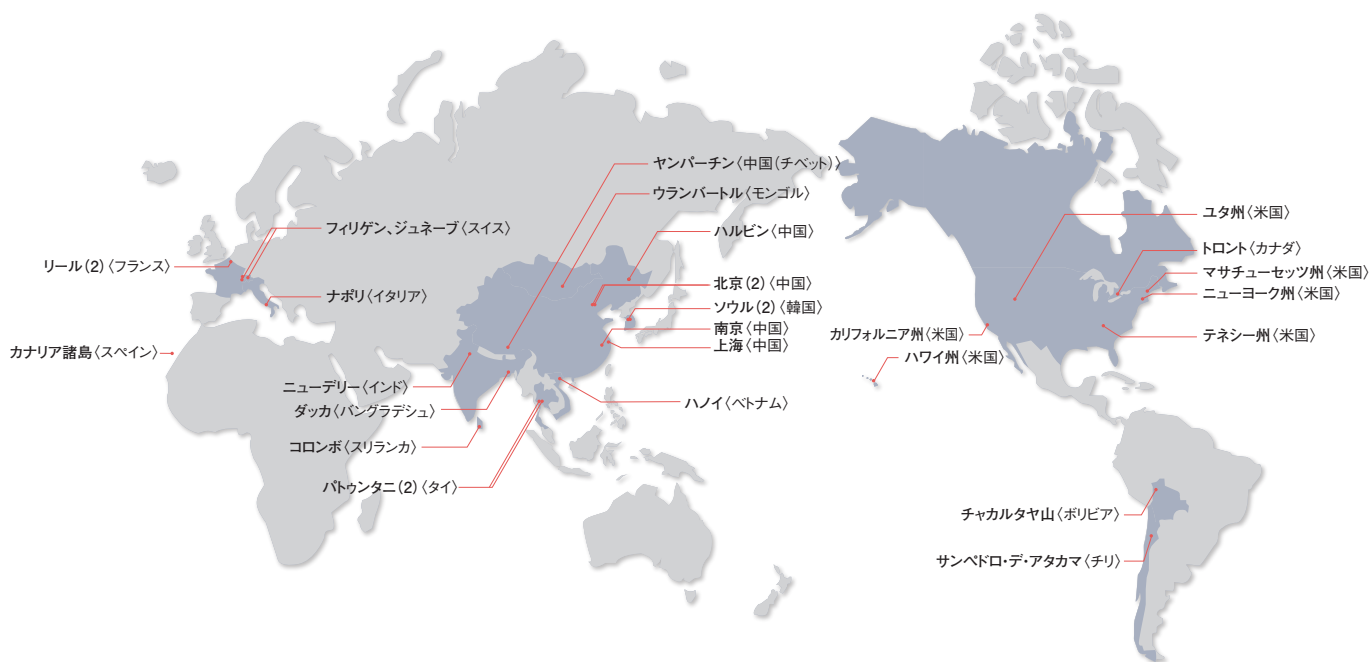 ヤンパーチン〈中国(チベット)〉
ウランバートル〈モンゴル〉
フィリゲン、ジュネーブ〈スイス〉
ハルビン〈中国〉
リール(2)〈フランス〉
北京(2)〈中国〉
ナポリ〈イタリア〉
ソウル(2)〈韓国〉
南京〈中国〉
上海〈中国〉
カナリア諸島〈スペイン〉
ニューデリー〈インド〉
ダッカ〈バングラデシュ〉
ハノイ〈ベトナム〉
コロンボ〈スリランカ〉
パトゥンタニ(2)〈タイ〉
ユタ州〈米国〉
トロント〈カナダ〉
マサチューセッツ州〈米国〉
ニューヨーク州〈米国〉
カリフォルニア州〈米国〉
テネシー州〈米国〉
ハワイ州〈米国〉
チャカルタヤ山〈ボリビア〉
サンペドロ・デ・アタカマ〈チリ〉